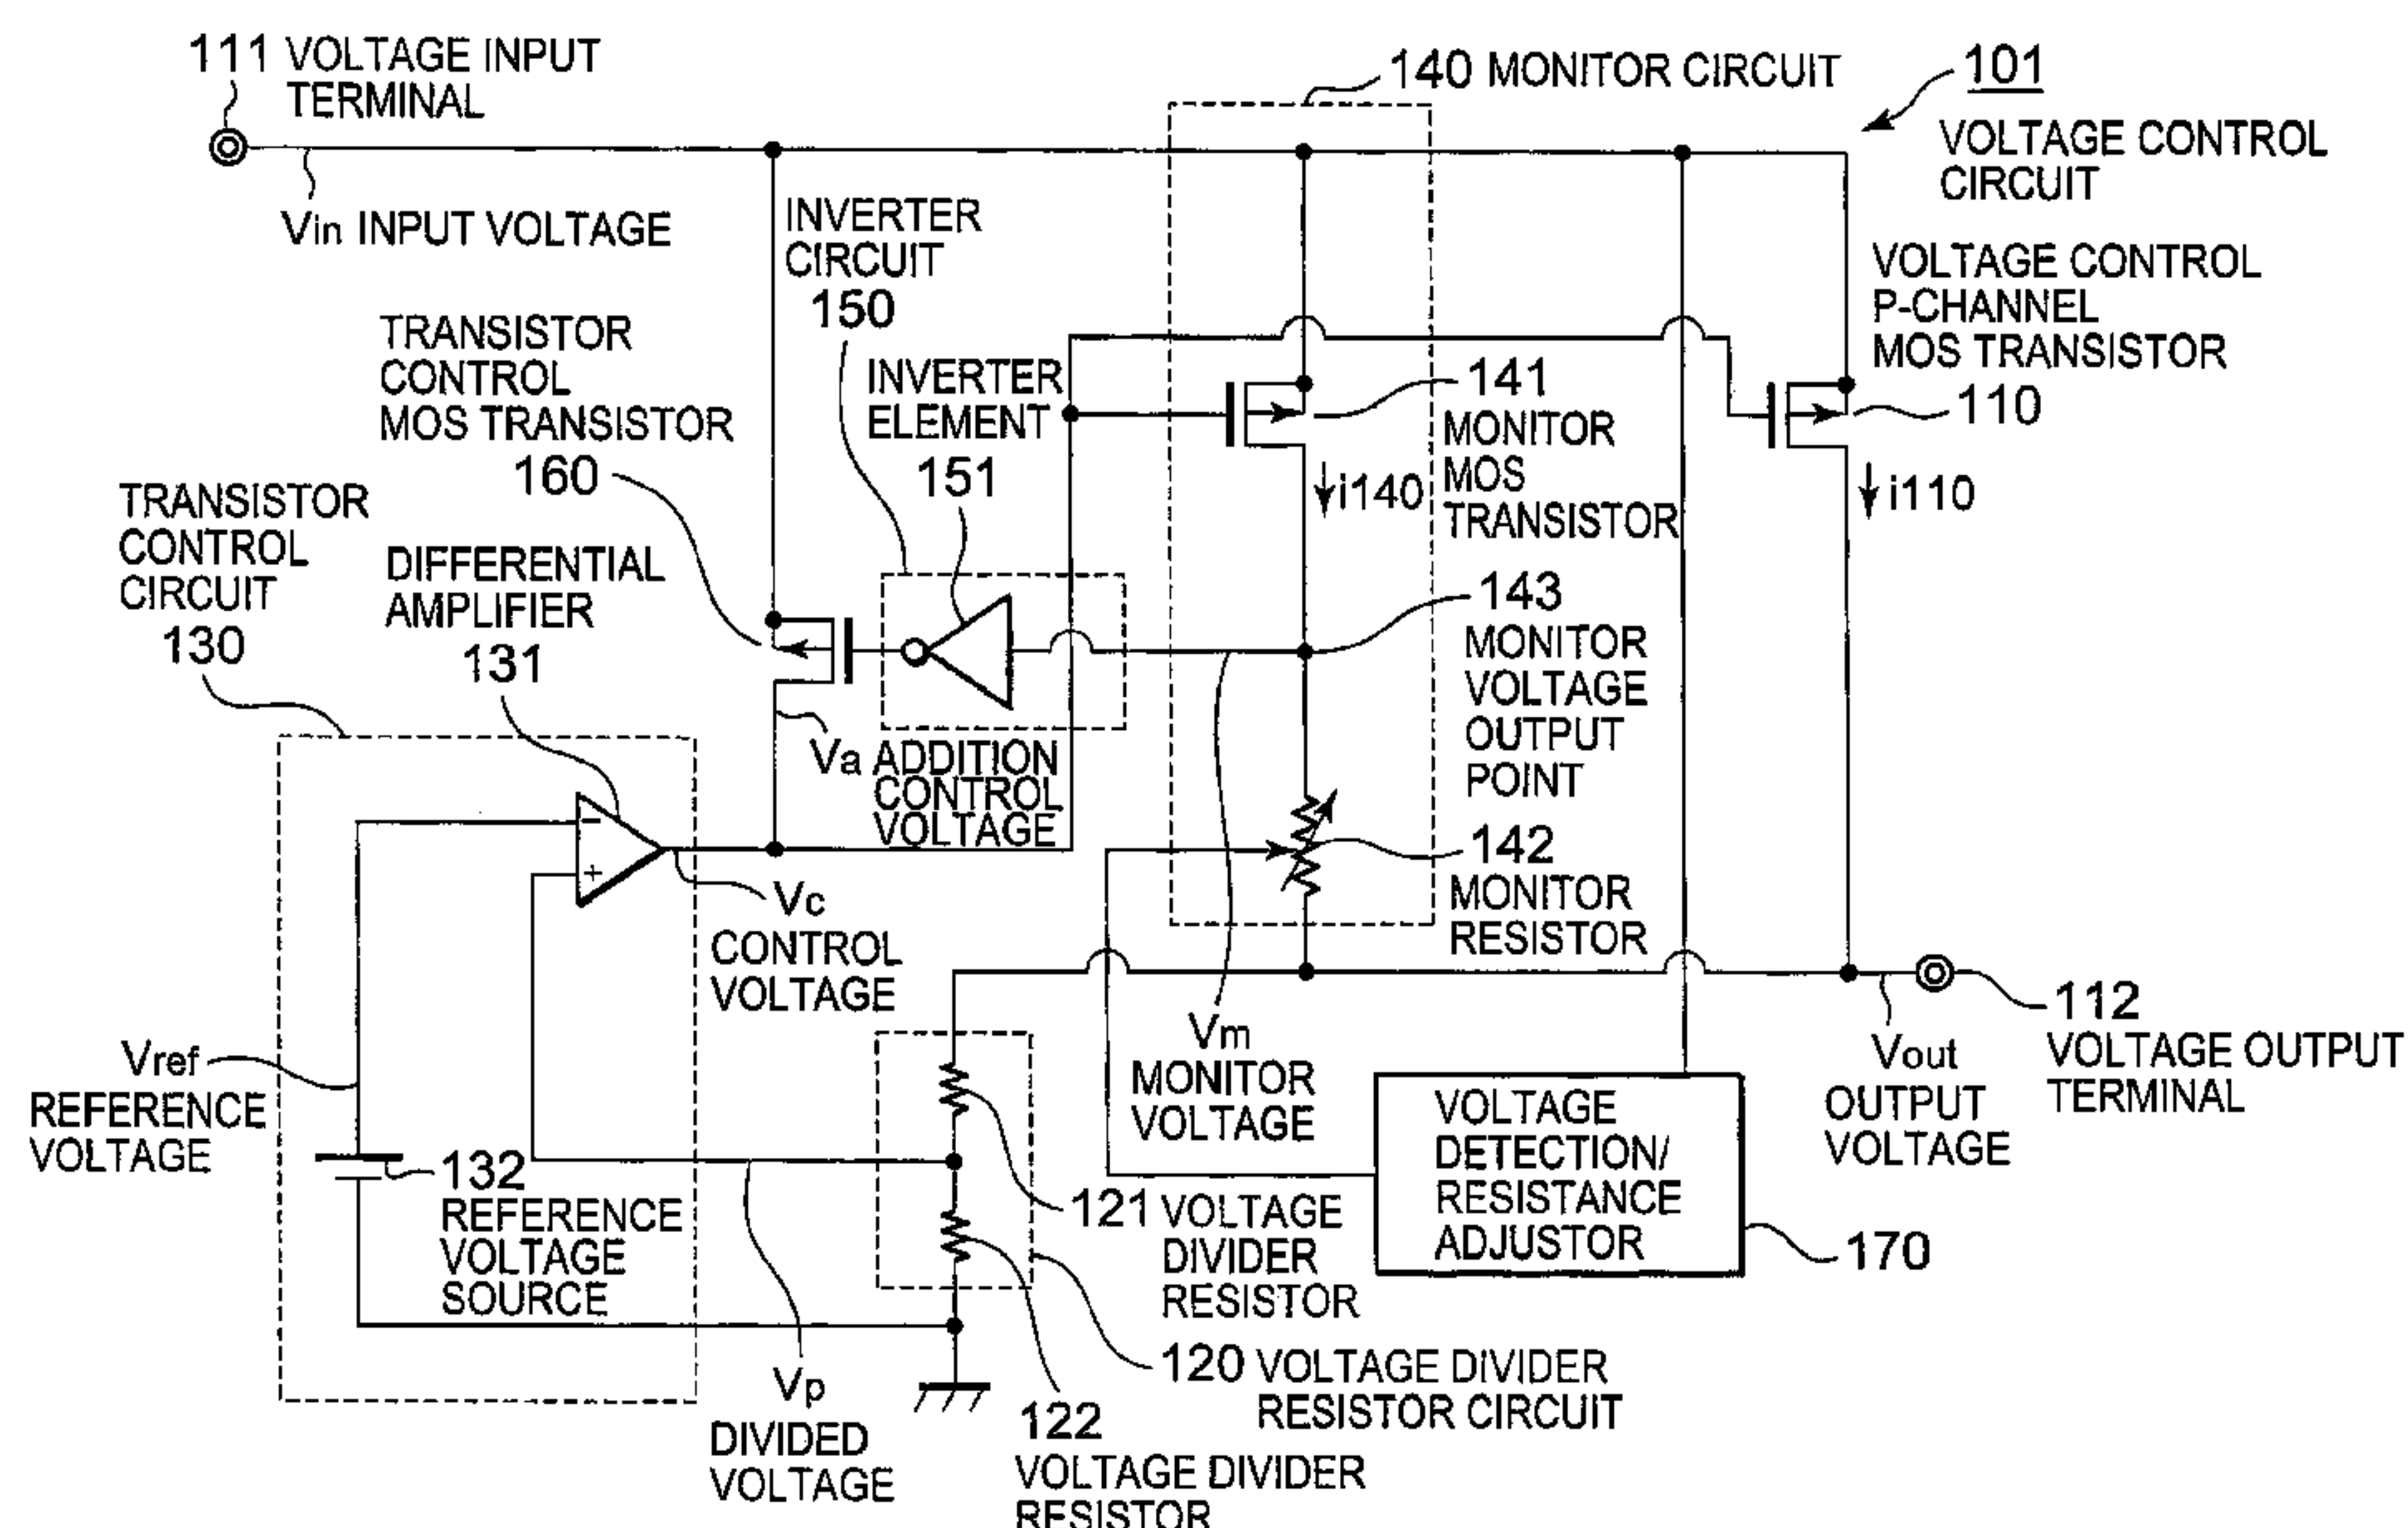 111 VOLTAGE INPUT
TERMINAL
Vin INPUT VOLTAGE
140 MONITOR CIRCUIT
101
VOLTAGE CONTROL
CIRCUIT
INVERTER
CIRCUIT
150
TRANSISTOR
CONTROL
MOS TRANSISTOR
160
INVERTER
ELEMENT
151
141
MONITOR
MOS
TRANSISTOR
i140
VOLTAGE CONTROL
P-CHANNEL
MOS TRANSISTOR
110
i110
TRANSISTOR
CONTROL
CIRCUIT
130
DIFFERENTIAL
AMPLIFIER
131
143
MONITOR
VOLTAGE
OUTPUT
POINT
Va ADDITION
CONTROL
VOLTAGE
-
+
Vc
CONTROL
VOLTAGE
142
MONITOR
RESISTOR
Vm
MONITOR
VOLTAGE
112
VOLTAGE OUTPUT
TERMINAL
Vout
OUTPUT
VOLTAGE
Vref
REFERENCE
VOLTAGE
132
REFERENCE
VOLTAGE
SOURCE
121 VOLTAGE
DIVIDER
RESISTOR
VOLTAGE
DETECTION/
RESISTANCE
ADJUSTOR
170
Vp
DIVIDED
VOLTAGE
120 VOLTAGE DIVIDER
RESISTOR CIRCUIT
122
VOLTAGE DIVIDER
RESISTOR